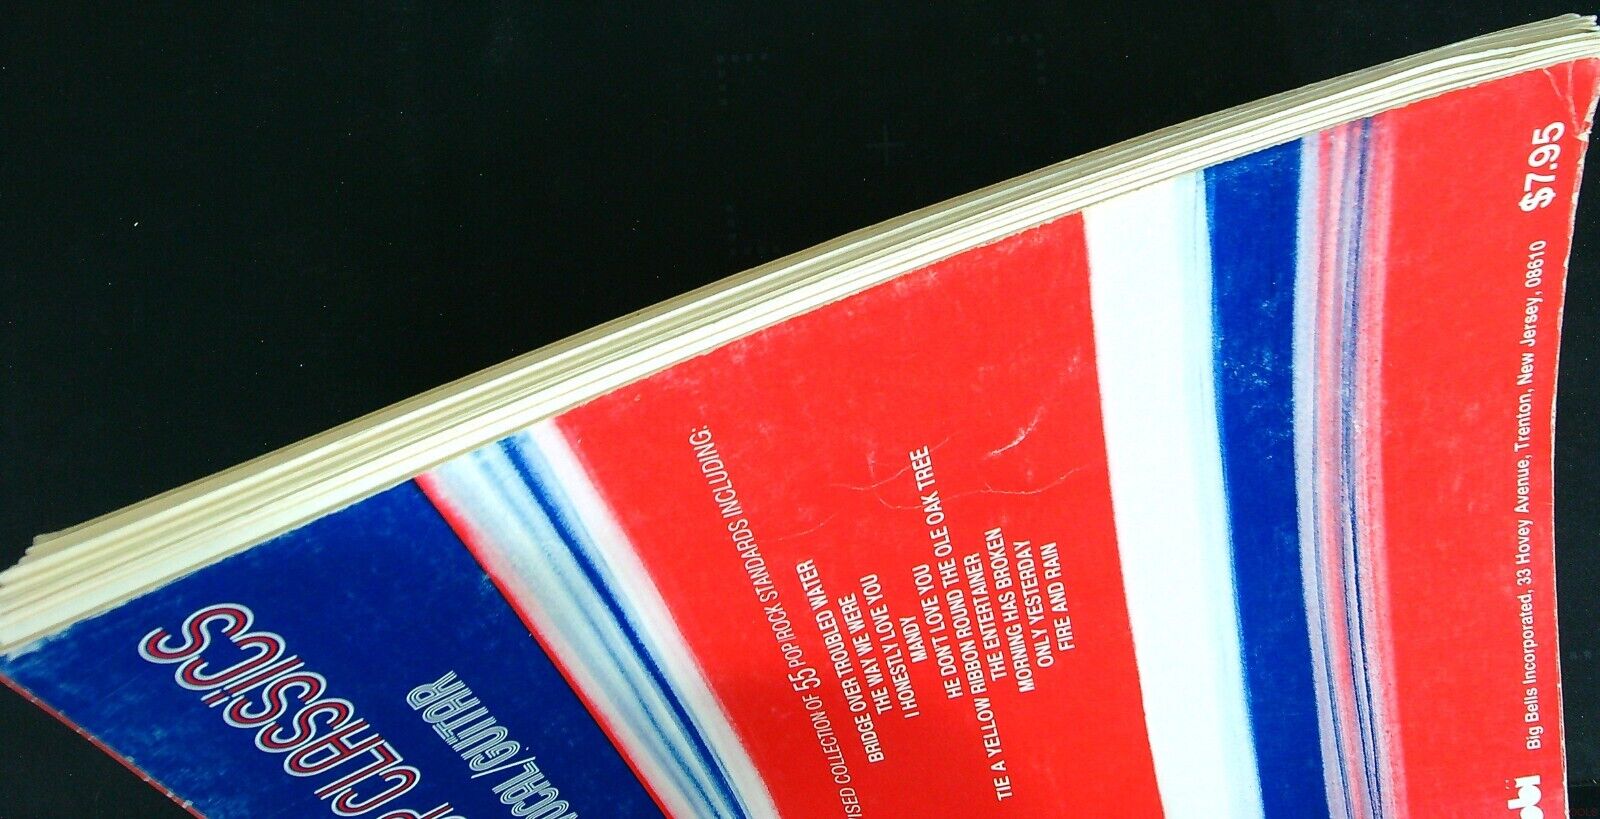 P CLASSICS
VOCAL/GUITAR
ISED COLLECTION OF 55 POP ROCK STANDARDS INCLUDING:
BRIDGE OVER TROUBLED WATER
THE WAY WE WERE
I HONESTLY LOVE YOU
MANDY
HE DON'T LOVE YOU
TIE A YELLOW RIBBON ROUND THE OLE OAK TREE
THE ENTERTAINER
MORNING HAS BROKEN
ONLY YESTERDAY
FIRE AND RAIN
Big Bells Incorporated, 33 Hovey Avenue, Trenton, New Jersey, 08610 $7.95